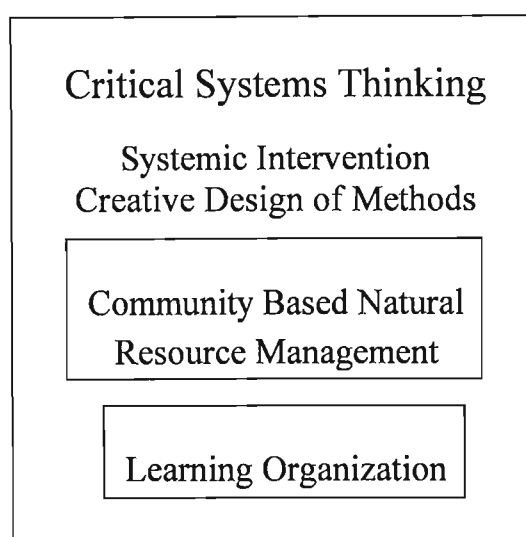 Critical Systems Thinking
Systemic Intervention
Creative Design of Methods
Community Based Natural
Resource Management
Learning Organization